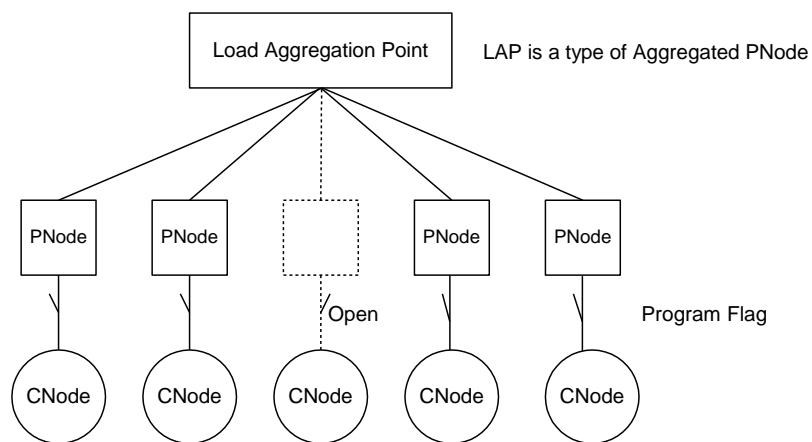 Load Aggregation Point
LAP is a type of Aggregated PNode
PNode
PNode
PNode
PNode
Open
Program Flag
CNode
CNode
CNode
CNode
CNode